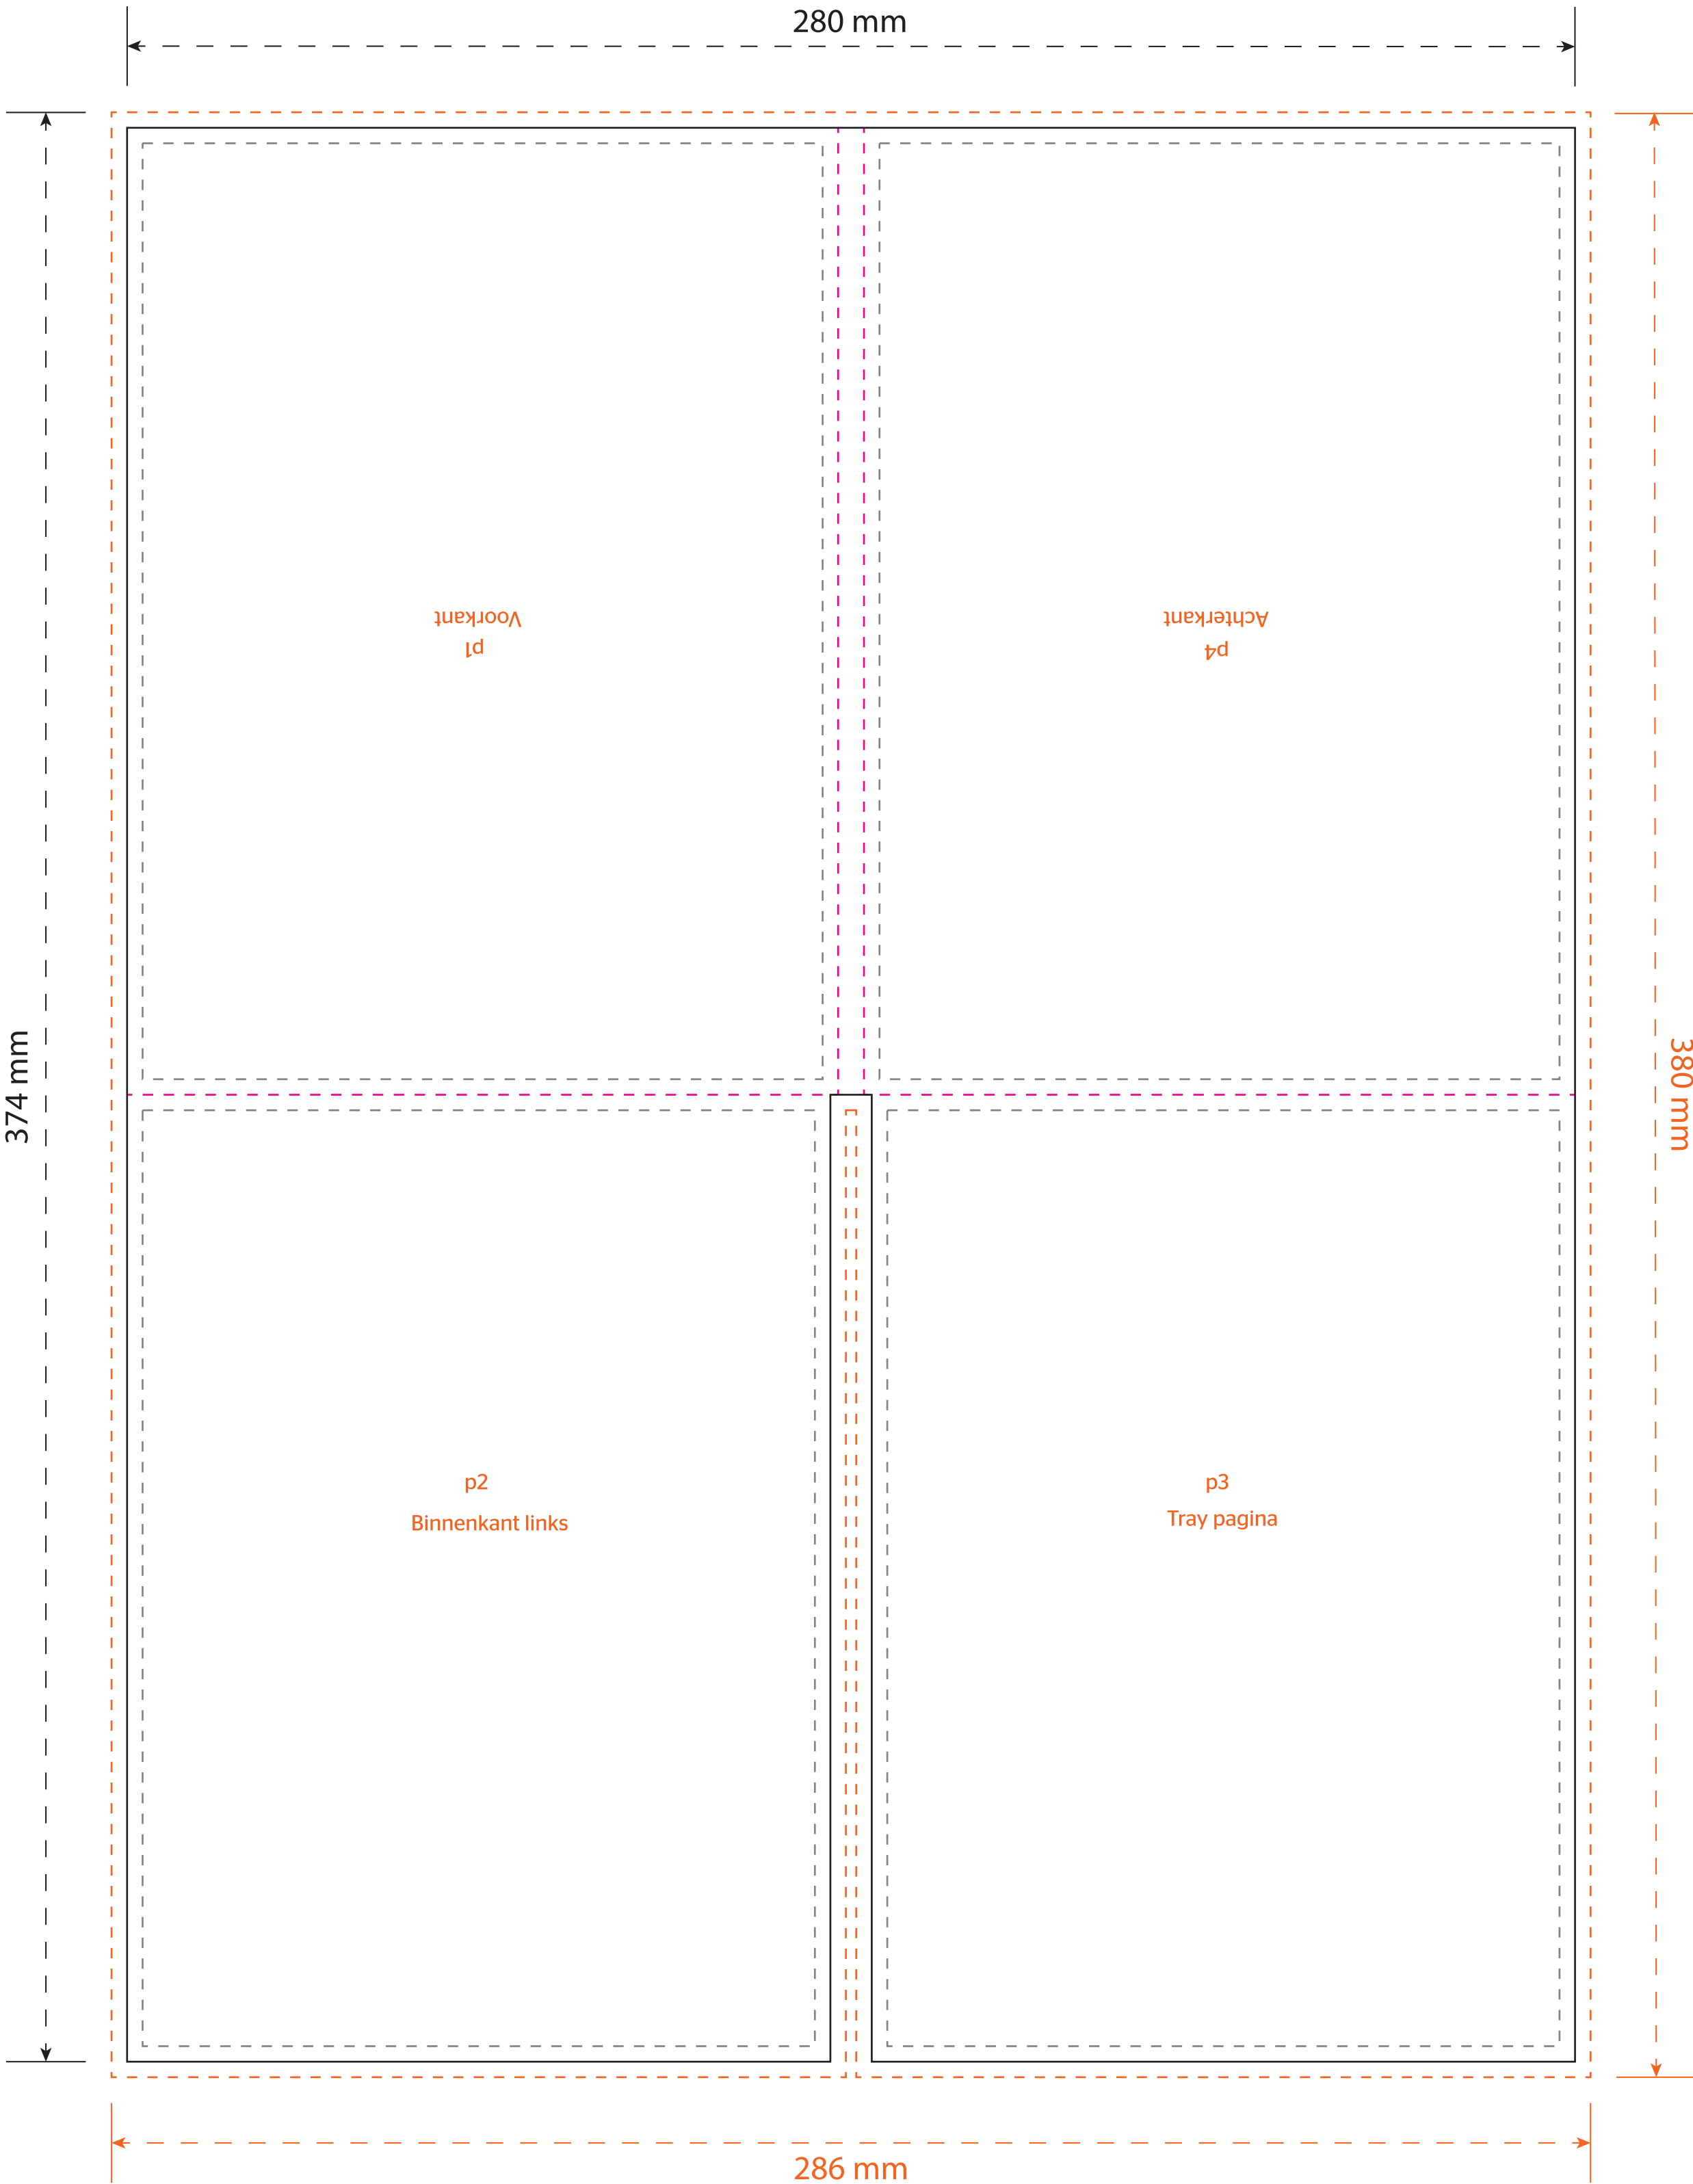 280 mm
Voorkant
p1
Achterkant
p4
374 mm
380 mm
p2
Binnenkant links
p3
Tray pagina
286 mm